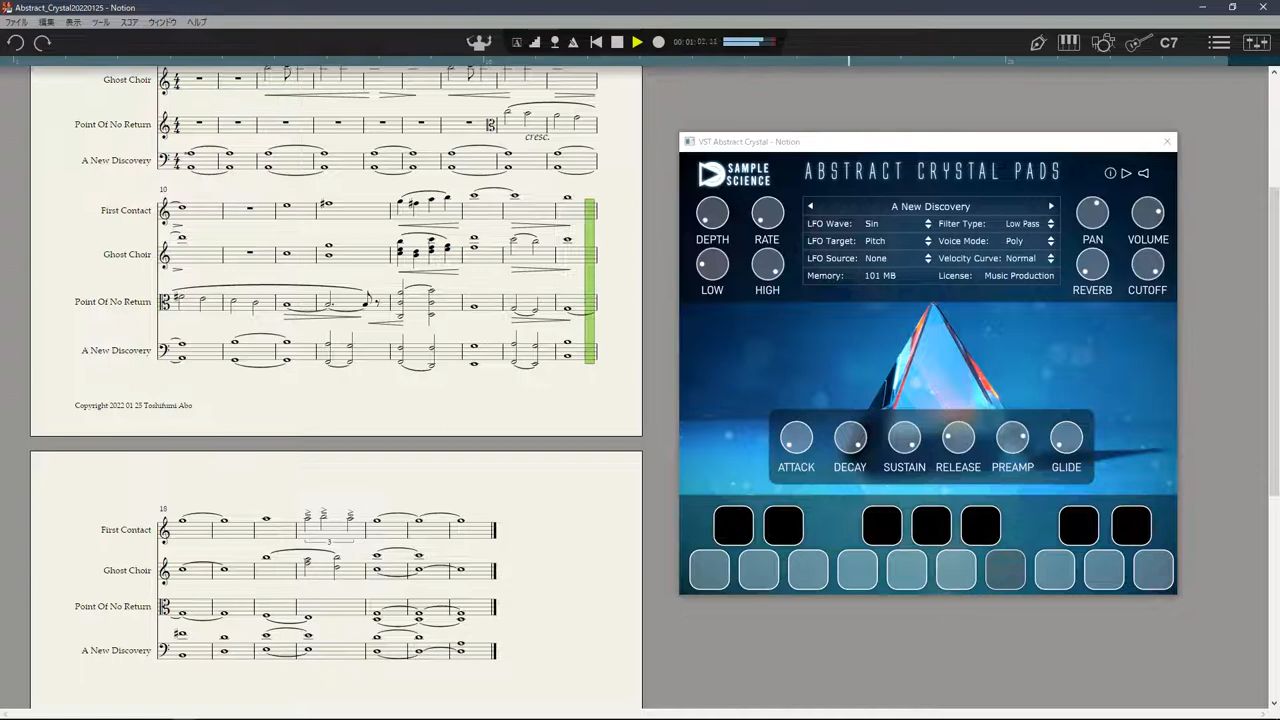 Abstract_Crystal20220125 - Notion
ファイル 編集 表示 ツール スコア ウィンドウ ヘルプ
00:01:02. 11
C7
Ghost Choir
Point Of No Return
cresc.
A New Discovery
10
First Contact
Ghost Choir
Point Of No Return
A New Discovery
Copyright 2022 01 25 Toshifumi Abo
18
First Contact
3
Ghost Choir
Point Of No Return
A New Discovery
VST Abstract Crystal - Notion
SAMPLE SCIENCE
ABSTRACT CRYSTAL PADS
A New Discovery
LFO Wave: Sin Filter Type: Low Pass
LFO Target: Pitch Voice Mode: Poly
LFO Source: None Velocity Curve: Normal
Memory: 101 MB License: Music Production
DEPTH RATE PAN VOLUME
LOW HIGH REVERB CUTOFF
ATTACK DECAY SUSTAIN RELEASE PREAMP GLIDE